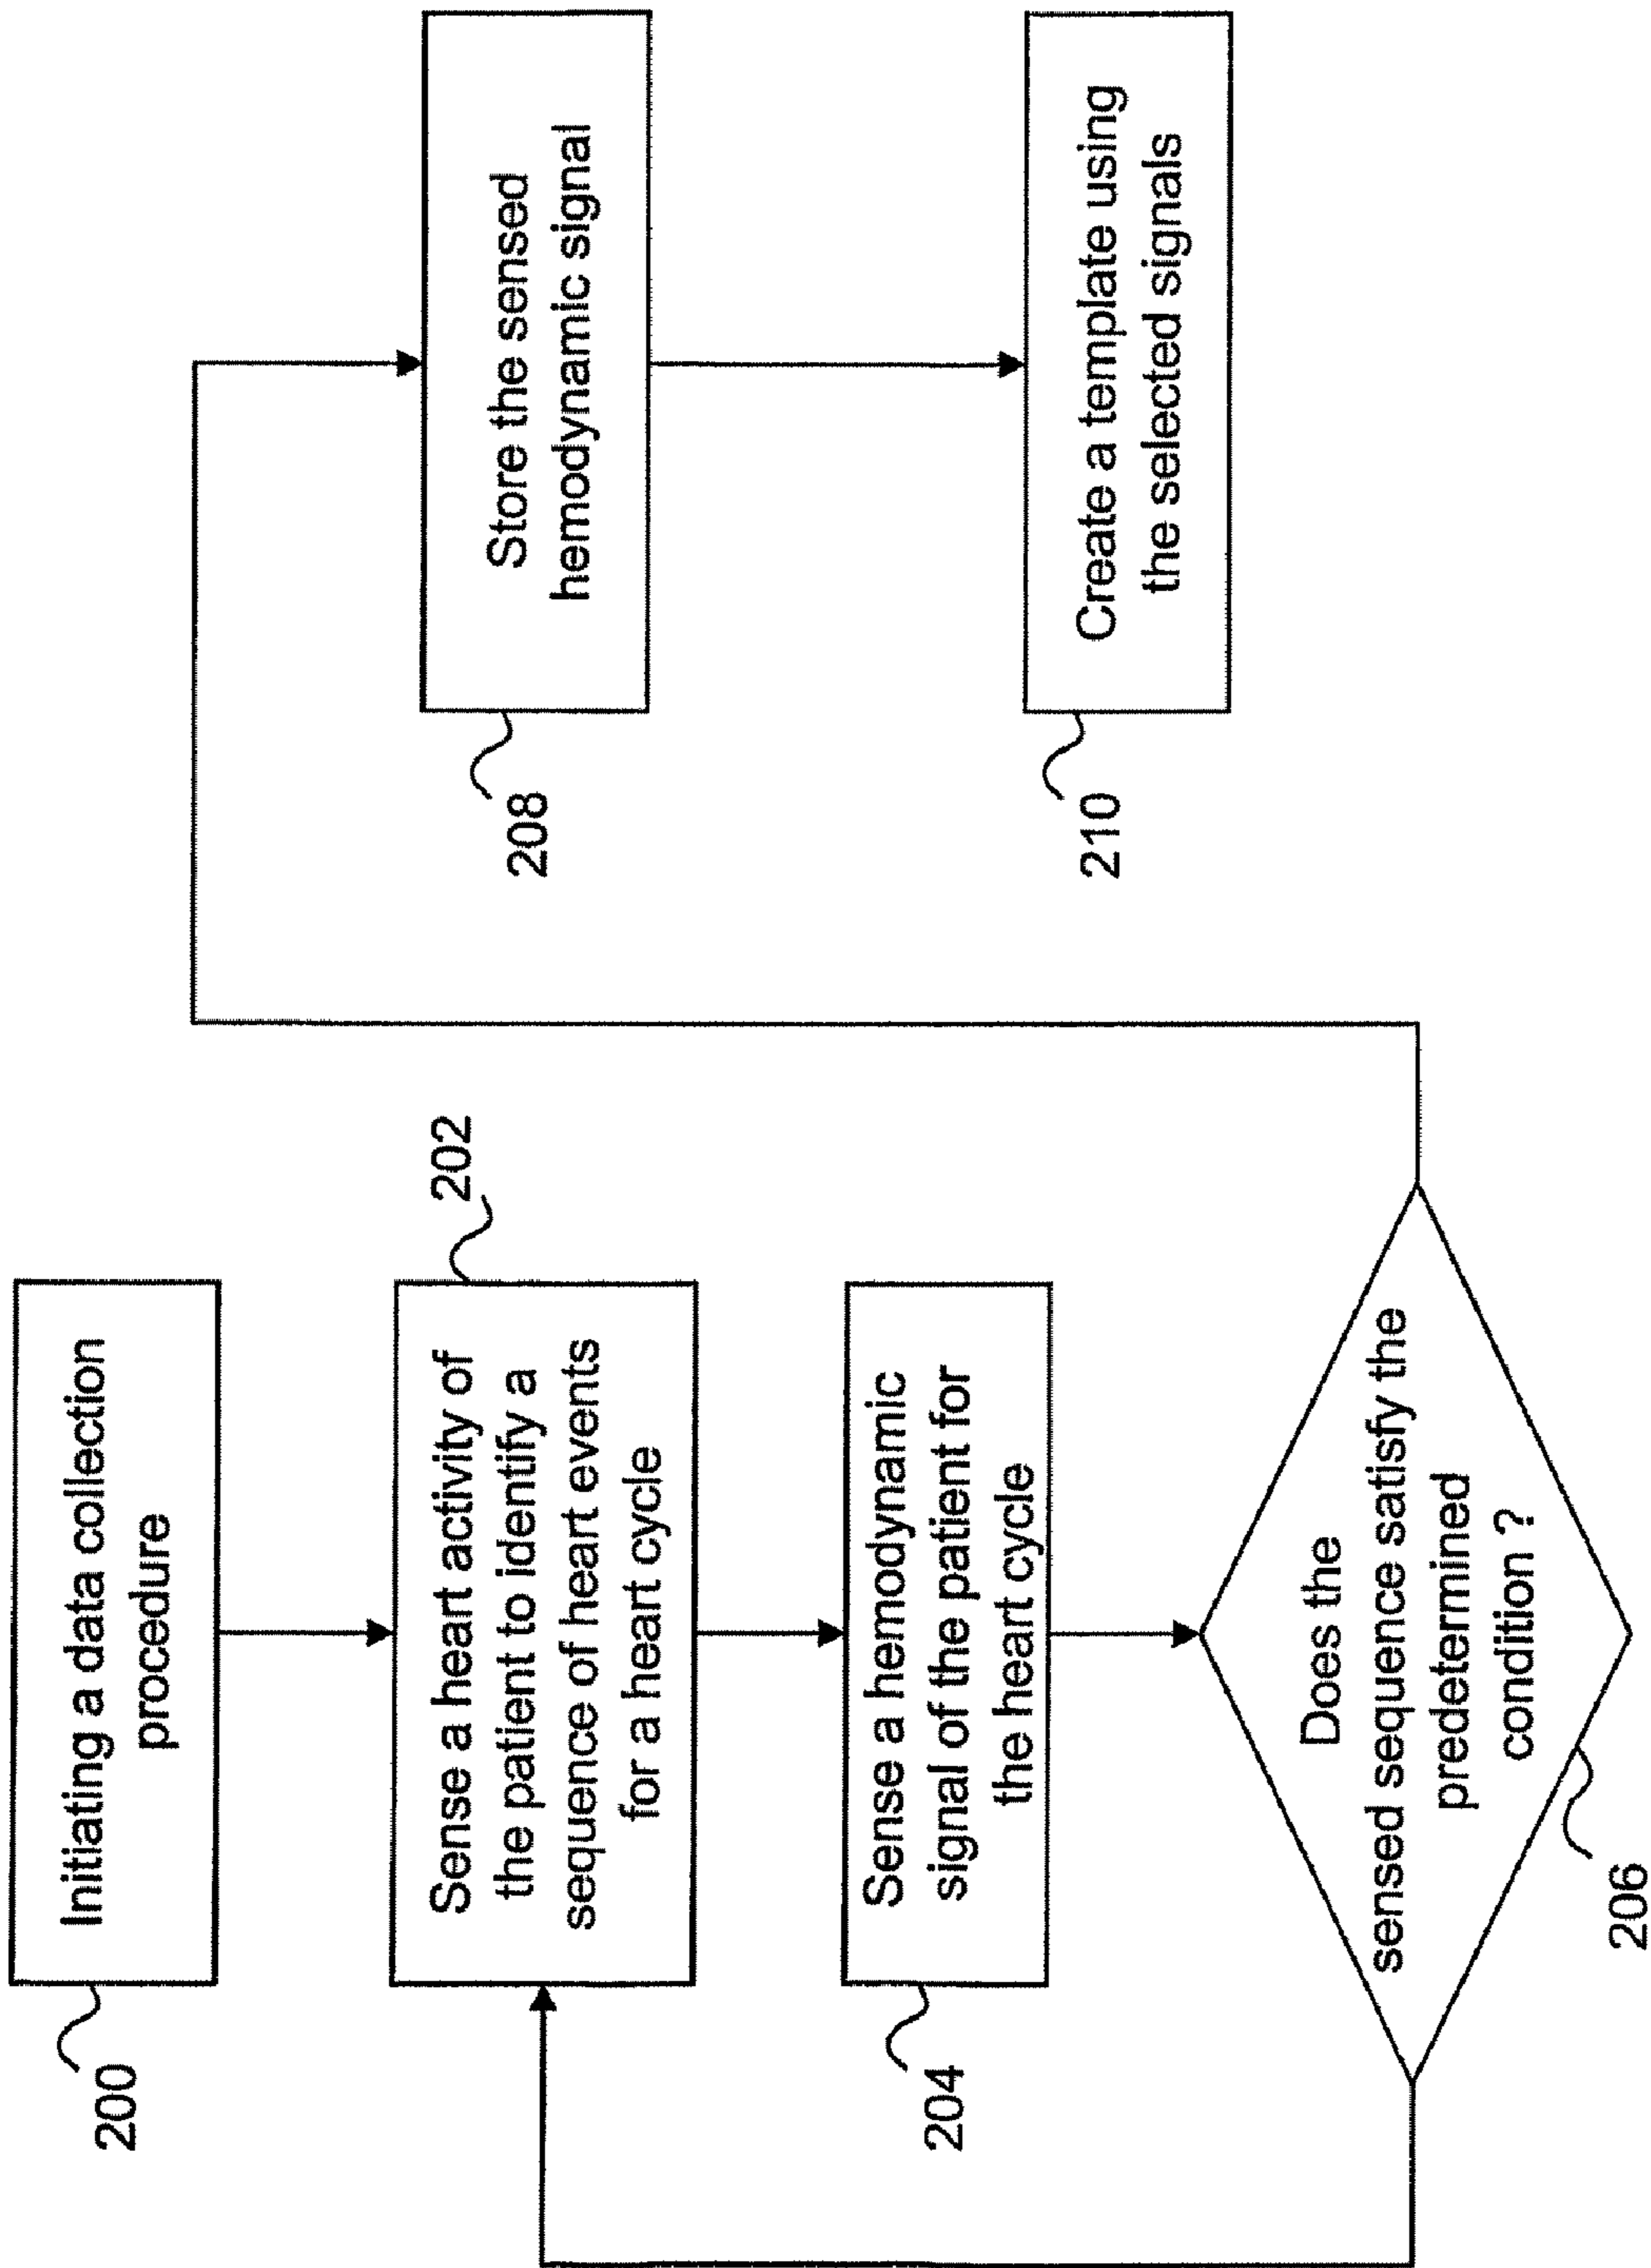 200
Initiating a data collection
procedure
202
Sense a heart activity of
the patient to identify a
sequence of heart events
for a heart cycle
204
Sense a hemodynamic
signal of the patient for
the heart cycle
206
Does the
sensed sequence satisfy the
predetermined
condition ?
208
Store the sensed
hemodynamic signal
210
Create a template using
the selected signals